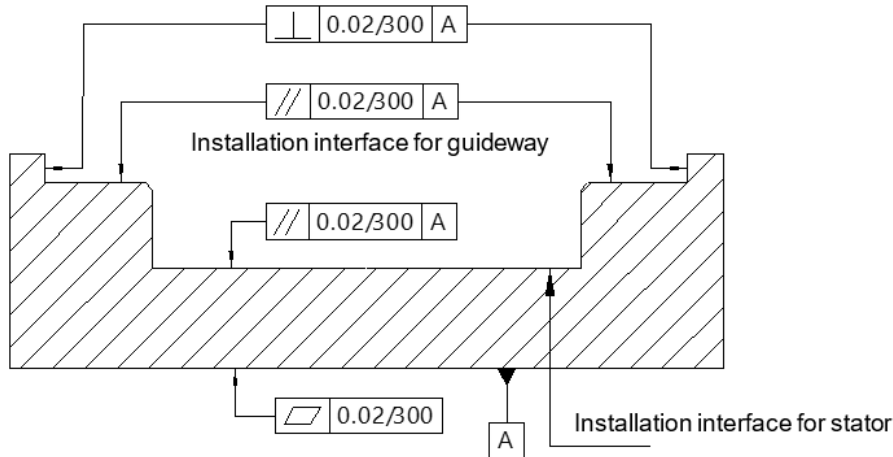 ⊥ 0.02/300 A
// 0.02/300 A
Installation interface for guideway
// 0.02/300 A
⏥ 0.02/300
A
Installation interface for stator